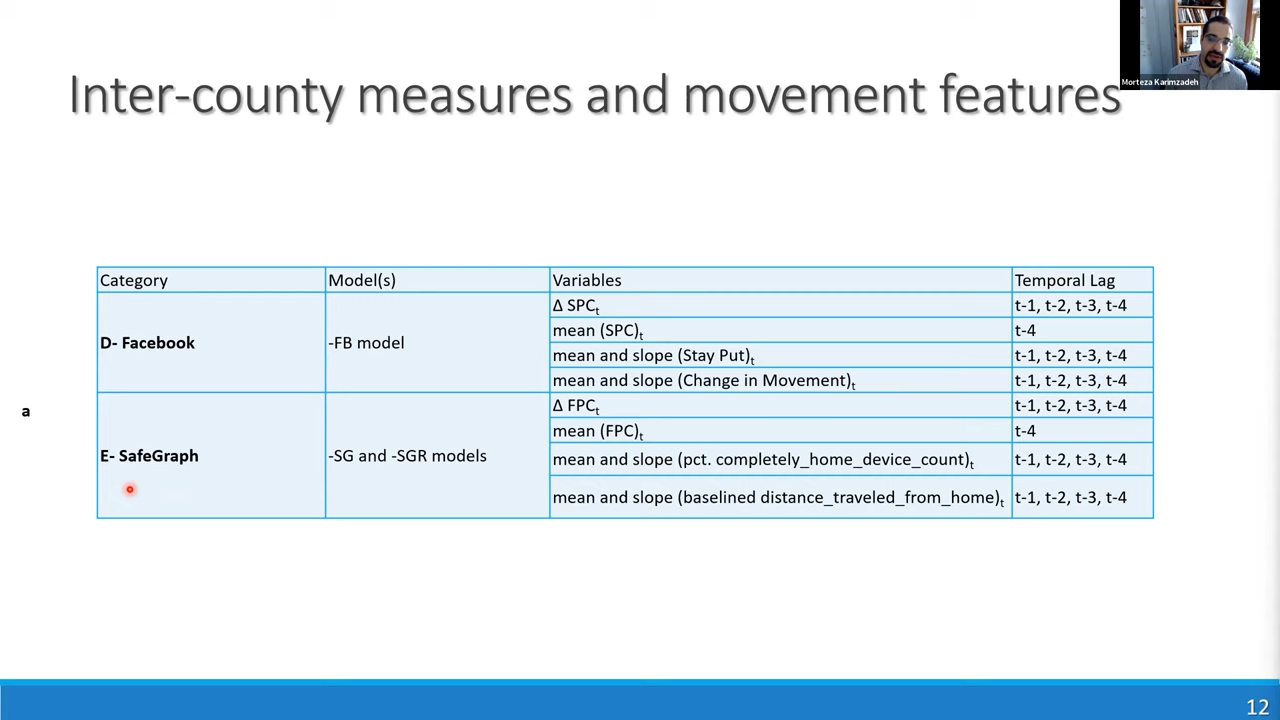 Morteza Karimzadeh
Inter-county measures and movement features
Category Model(s) Variables Temporal Lag
D- Facebook -FB model
Δ SPCt t-1, t-2, t-3, t-4
mean (SPC)t t-4
mean and slope (Stay Put)t t-1, t-2, t-3, t-4
mean and slope (Change in Movement)t t-1, t-2, t-3, t-4
a
E- SafeGraph -SG and -SGR models
Δ FPCt t-1, t-2, t-3, t-4
mean (FPC)t t-4
mean and slope (pct. completely_home_device_count)t t-1, t-2, t-3, t-4
mean and slope (baselined distance_traveled_from_home)t t-1, t-2, t-3, t-4
12